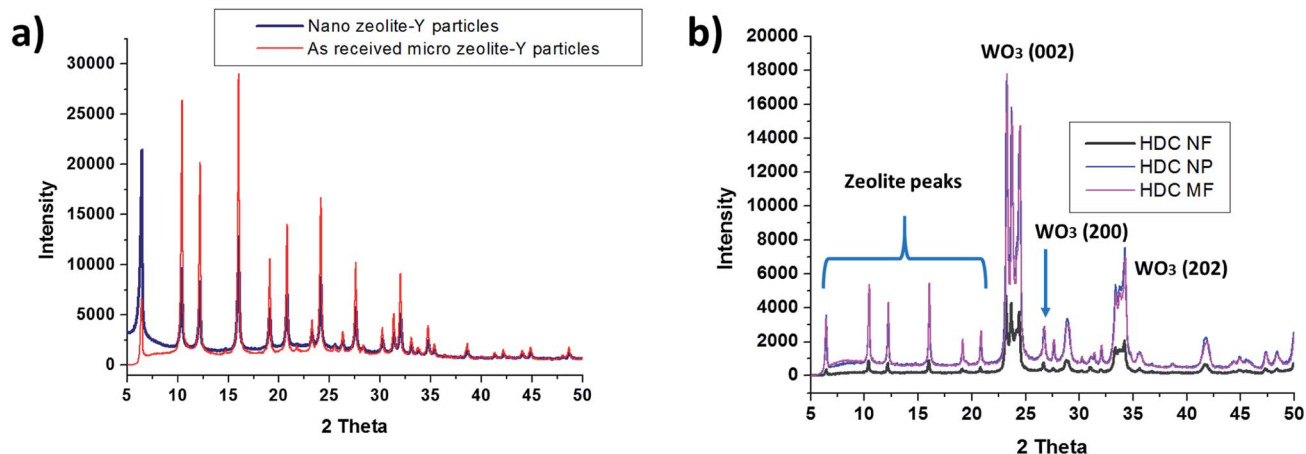 a)
Nano zeolite-Y particles
As received micro zeolite-Y particles
30000
25000
20000
15000
10000
5000
0
Intensity
5 10 15 20 25 30 35 40 45 50
2 Theta
b)
20000
18000
16000
14000
12000
10000
8000
6000
4000
2000
0
Intensity
WO₃ (002)
HDC NF
HDC NP
HDC MF
Zeolite peaks
WO₃ (200)
WO₃ (202)
5 10 15 20 25 30 35 40 45 50
2 Theta